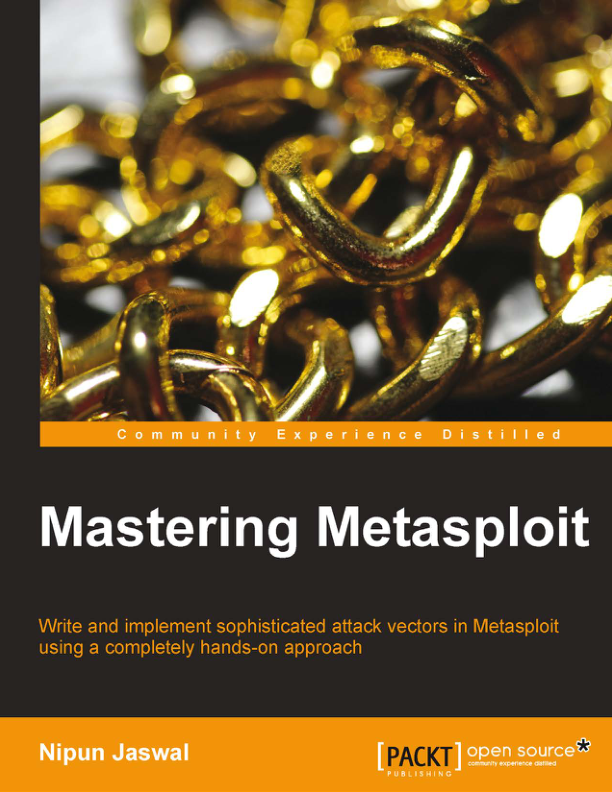 Community Experience Distilled
Mastering Metasploit
Write and implement sophisticated attack vectors in Metasploit
using a completely hands-on approach
Nipun Jaswal
[PACKT] open source*
PUBLISHING community experience distilled